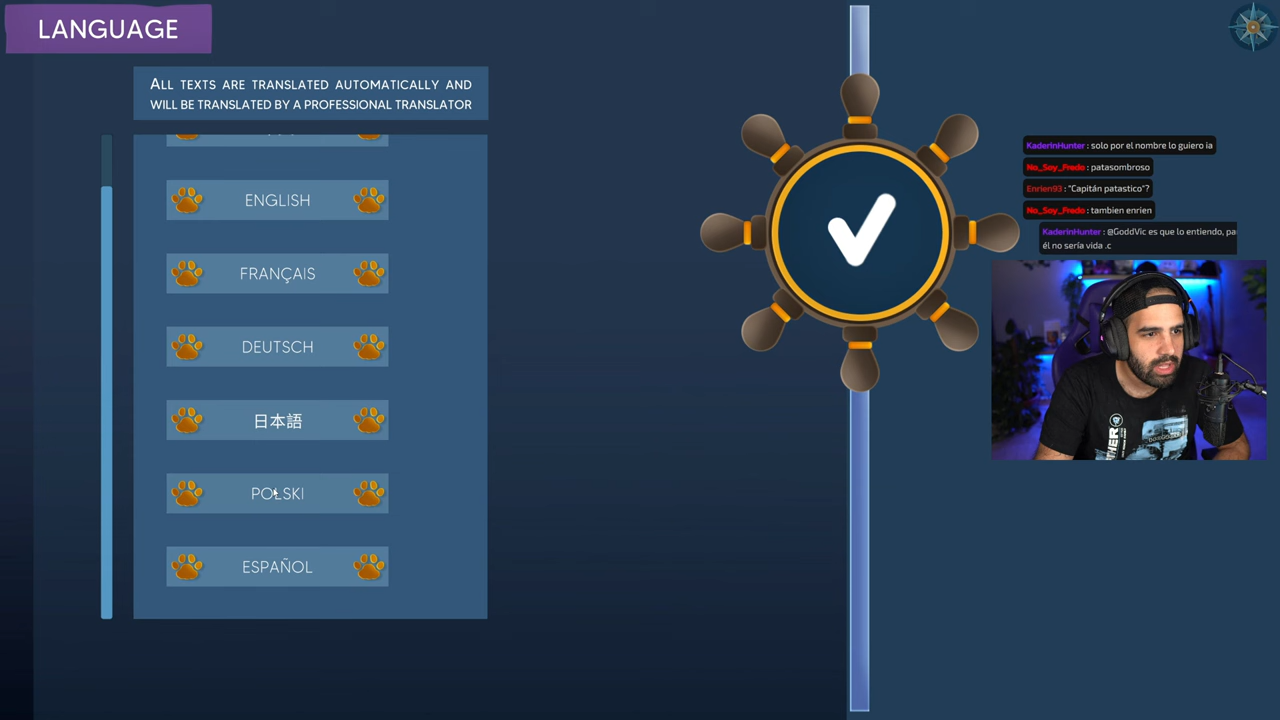 LANGUAGE
ALL TEXTS ARE TRANSLATED AUTOMATICALLY AND
WILL BE TRANSLATED BY A PROFESSIONAL TRANSLATOR
ENGLISH
FRANÇAIS
DEUTSCH
日本語
POLSKI
ESPAÑOL
KaderinHunter : solo por el nombre lo guiero ia
No_Soy_Fredo : patasombroso
Enrien93 : "Capitán patastico"?
No_Soy_Fredo : tambien enrien
KaderinHunter : @GoddVic es que lo entiendo, pa
él no sería vida .c